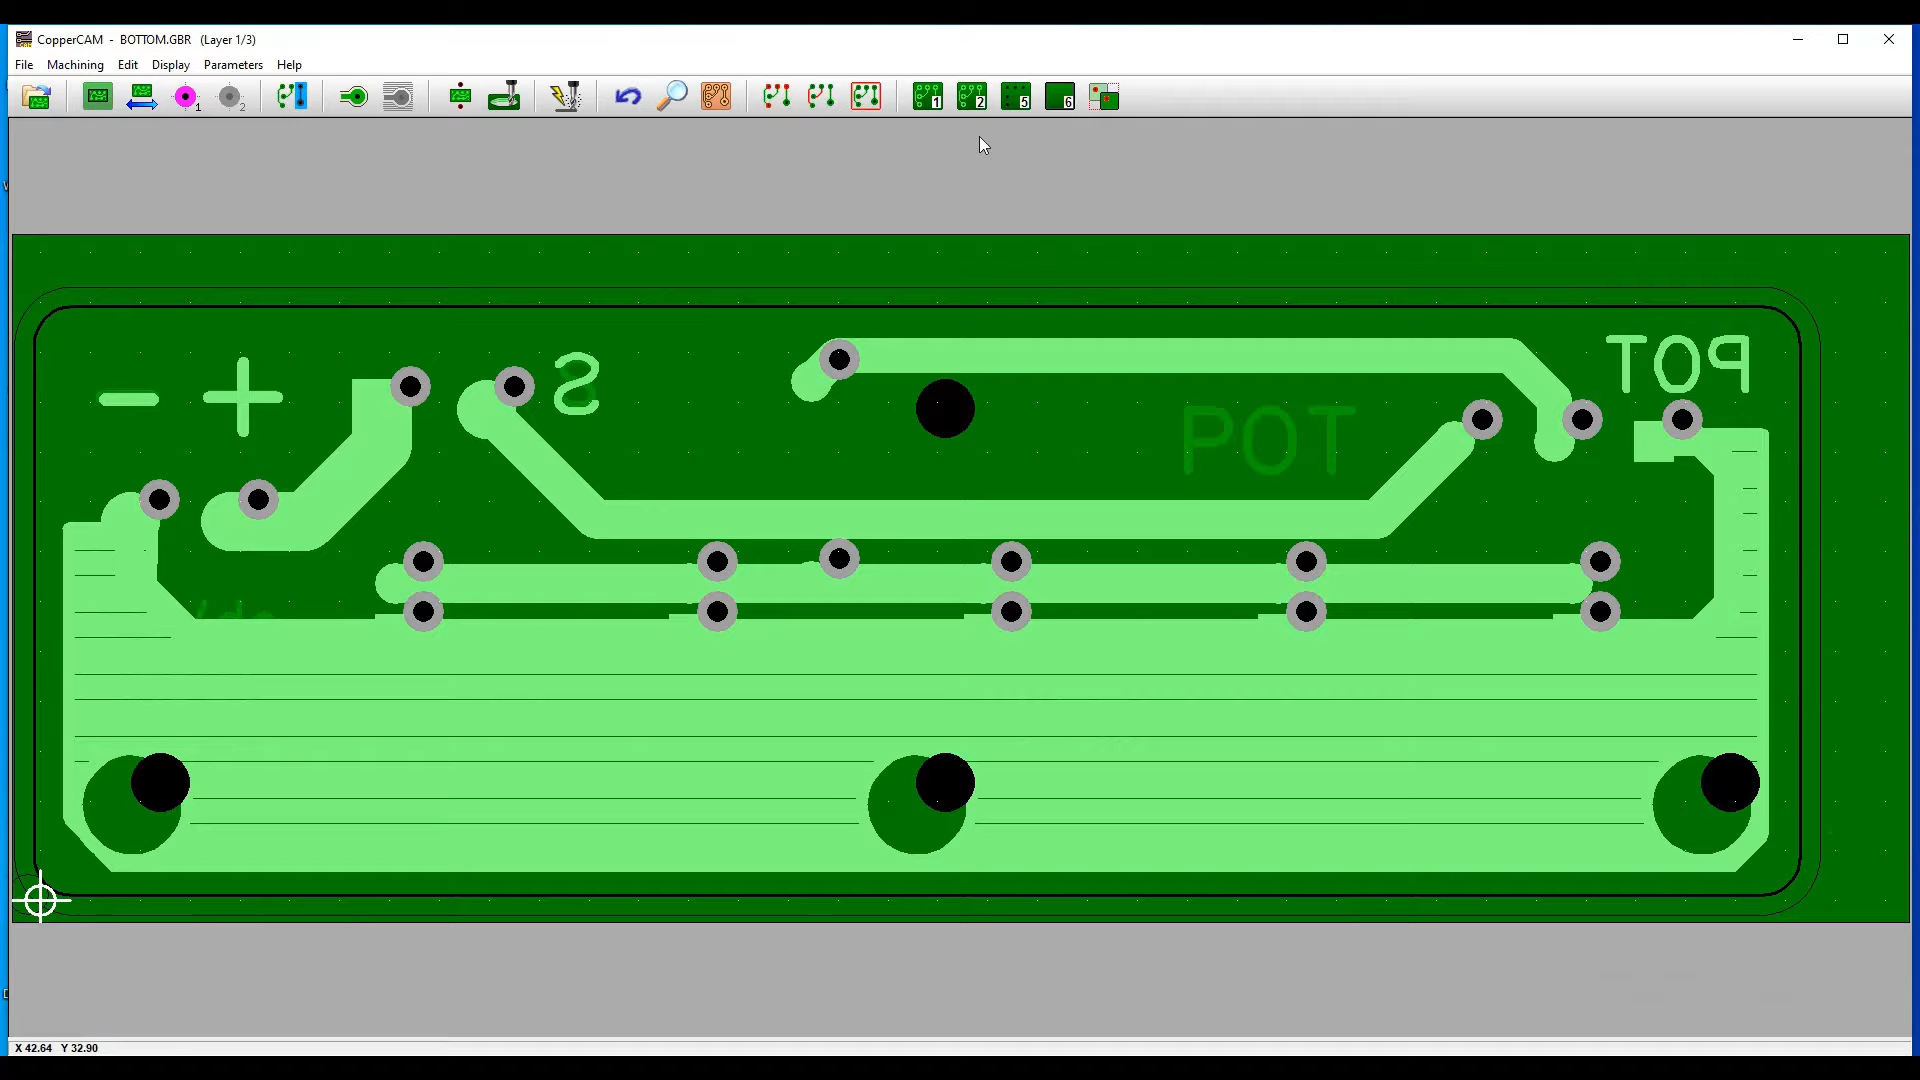 CopperCAM - BOTTOM.GBR (Layer 1/3)
File Machining Edit Display Parameters Help
1 2 1 2 5 6
- + S POT
POT
X 42.64 Y 32.90